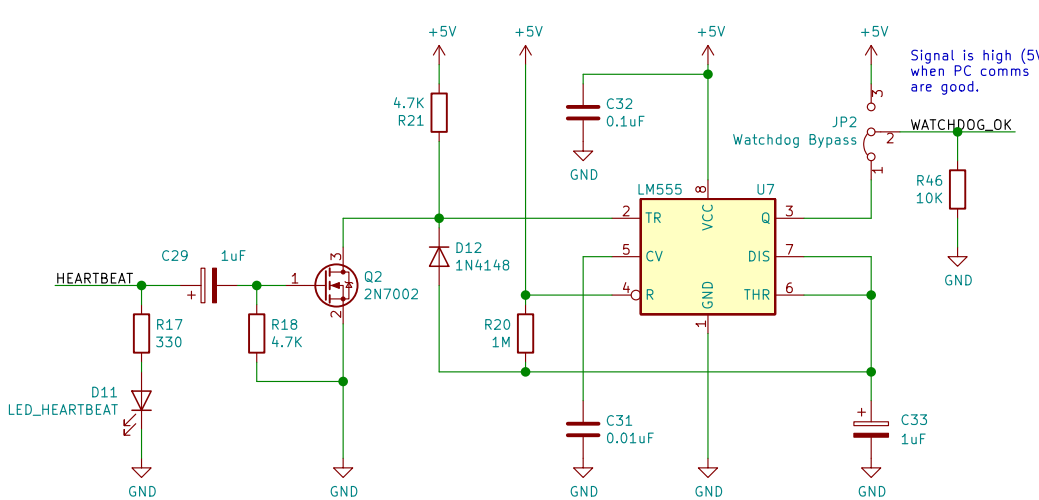 +5V
+5V
+5V
+5V
Signal is high (5V
when PC comms
are good.
4.7K
R21
C32
0.1uF
GND
3
JP2
Watchdog Bypass
2
1
WATCHDOG_OK
R46
10K
GND
LM555
U7
8
VCC
2
TR
Q
3
5
CV
DIS
7
4
R
THR
6
GND
1
C29
1uF
+
HEARTBEAT
1
3
2
Q2
2N7002
D12
1N4148
R17
330
R18
4.7K
R20
1M
D11
LED_HEARTBEAT
C31
0.01uF
+
C33
1uF
GND
GND
GND
GND
GND